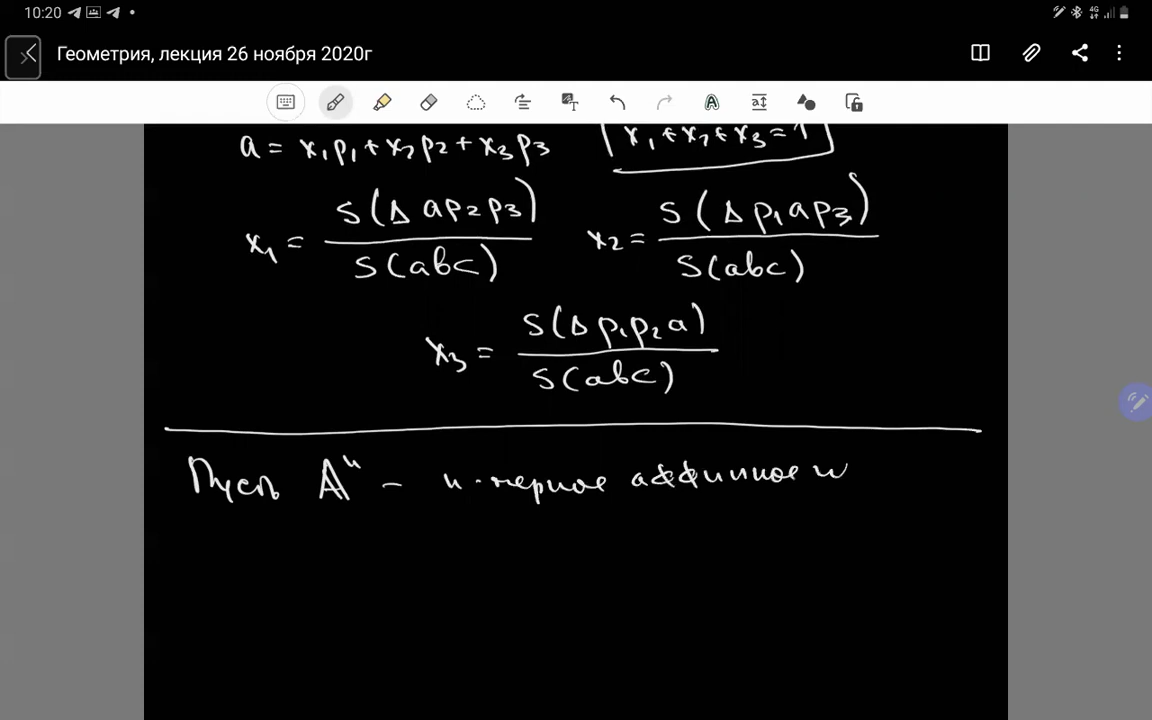 10:20
4G
Геометрия, лекция 26 ноября 2020г
a = x₁p₁ + x₂p₂ + x₃p₃ x₁ + x₂ + x₃ = 1
x₁ = S(Δ ap₂p₃) / S(abc) x₂ = S(Δ p₁ap₃) / S(abc)
x₃ = S(Δ p₁p₂a) / S(abc)
Пусть 𝔸ⁿ – n-мерное аффинное